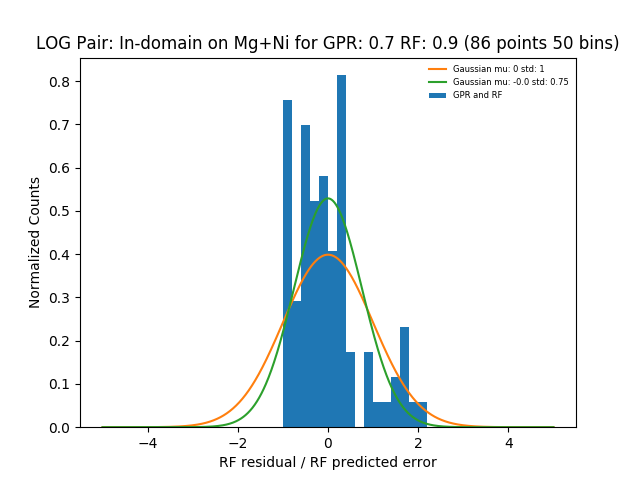 LOG Pair: In-domain on Mg+Ni for GPR: 0.7 RF: 0.9 (86 points 50 bins)
Gaussian mu: 0 std: 1
Gaussian mu: -0.0 std: 0.75
GPR and RF
Normalized Counts
0.8
0.7
0.6
0.5
0.4
0.3
0.2
0.1
0.0
−4 −2 0 2 4
RF residual / RF predicted error